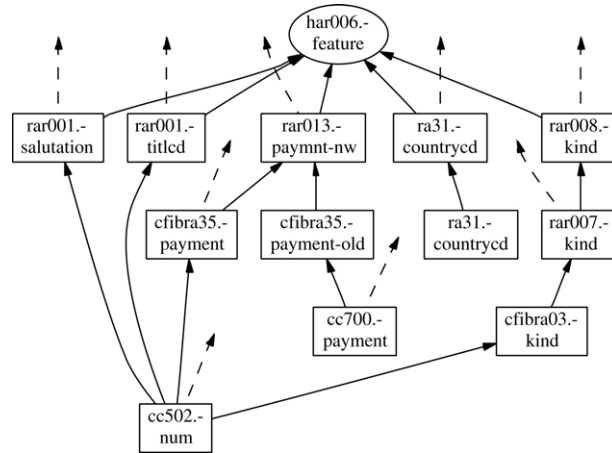 har006.-
feature
rar001.-
salutation
rar001.-
titlcd
rar013.-
paymnt-nw
ra31.-
countrycd
rar008.-
kind
cfibra35.-
payment
cfibra35.-
payment-old
ra31.-
countrycd
rar007.-
kind
cc700.-
payment
cfibra03.-
kind
cc502.-
num